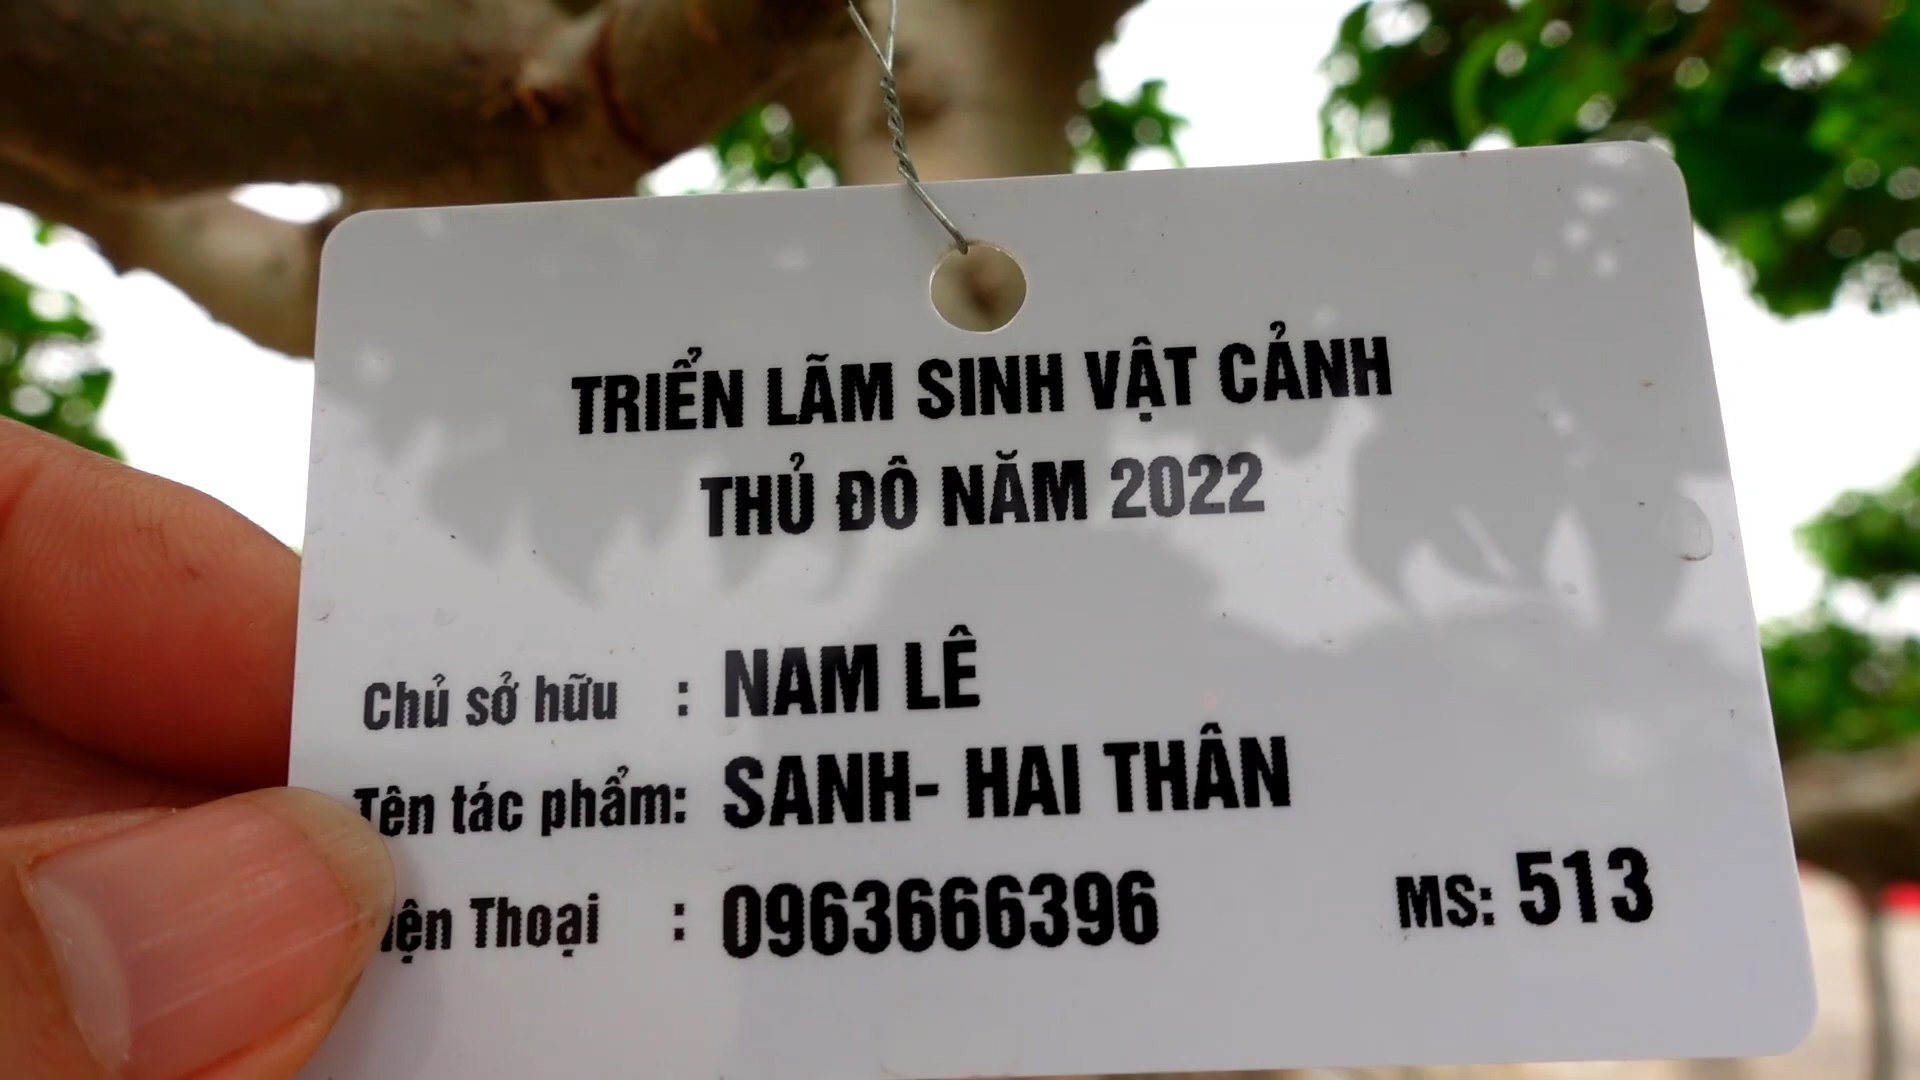 TRIỂN LÃM SINH VẬT CẢNH
THỦ ĐÔ NĂM 2022
Chủ sở hữu : NAM LÊ
Tên tác phẩm: SANH- HAI THÂN
iện Thoại : 0963666396 MS: 513